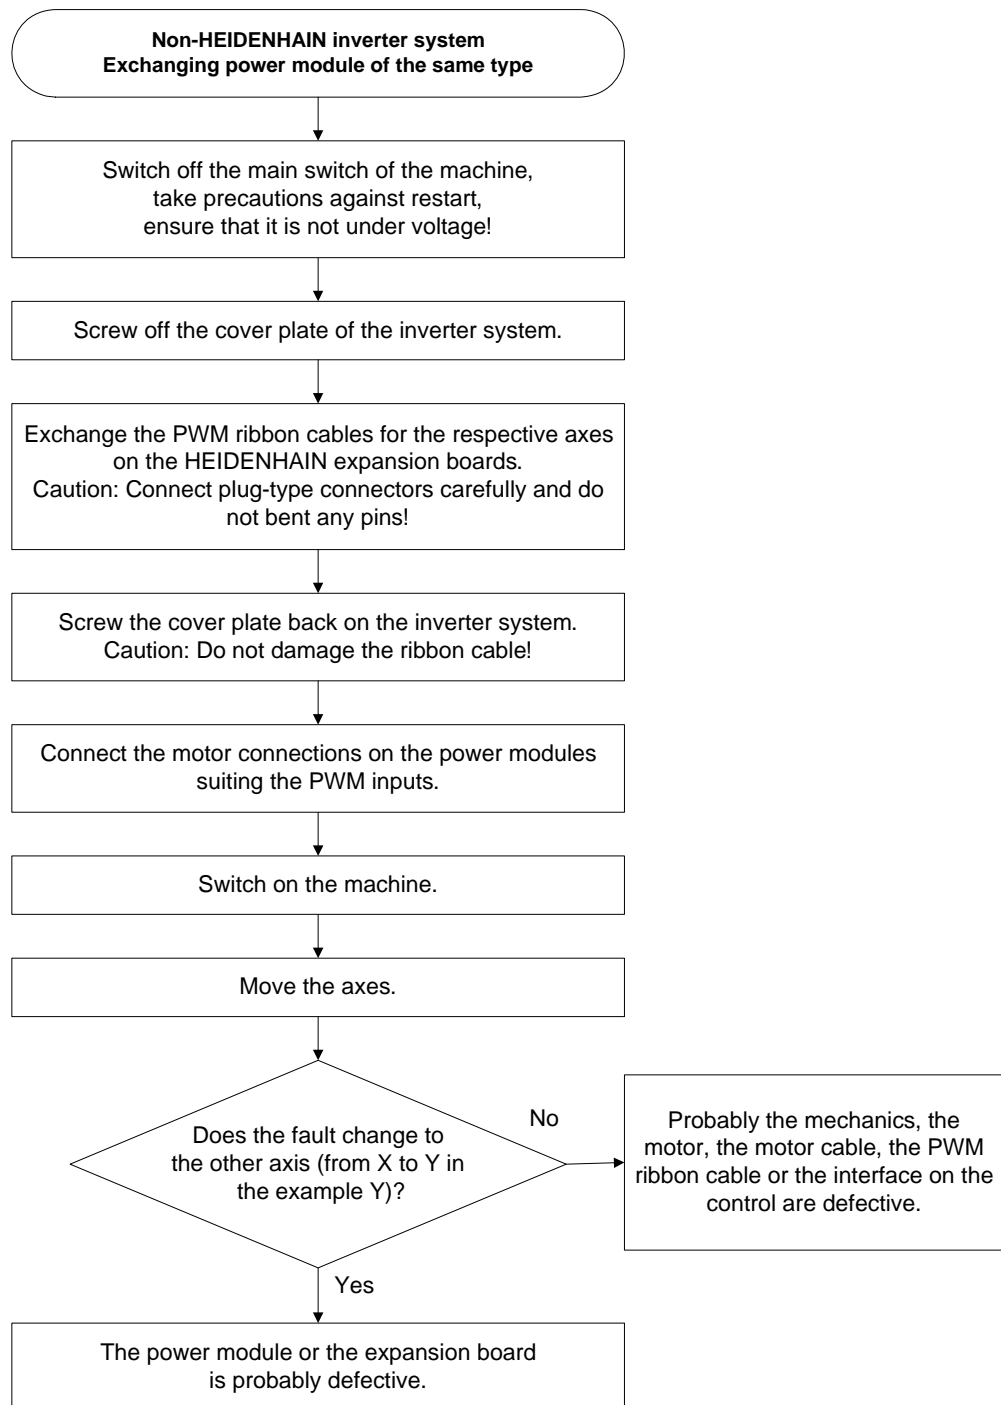 Non-HEIDENHAIN inverter system
Exchanging power module of the same type
Switch off the main switch of the machine,
take precautions against restart,
ensure that it is not under voltage!
Screw off the cover plate of the inverter system.
Exchange the PWM ribbon cables for the respective axes
on the HEIDENHAIN expansion boards.
Caution: Connect plug-type connectors carefully and do
not bent any pins!
Screw the cover plate back on the inverter system.
Caution: Do not damage the ribbon cable!
Connect the motor connections on the power modules
suiting the PWM inputs.
Switch on the machine.
Move the axes.
Does the fault change to
the other axis (from X to Y in
the example Y)?
No
Probably the mechanics, the
motor, the motor cable, the PWM
ribbon cable or the interface on the
control are defective.
Yes
The power module or the expansion board
is probably defective.